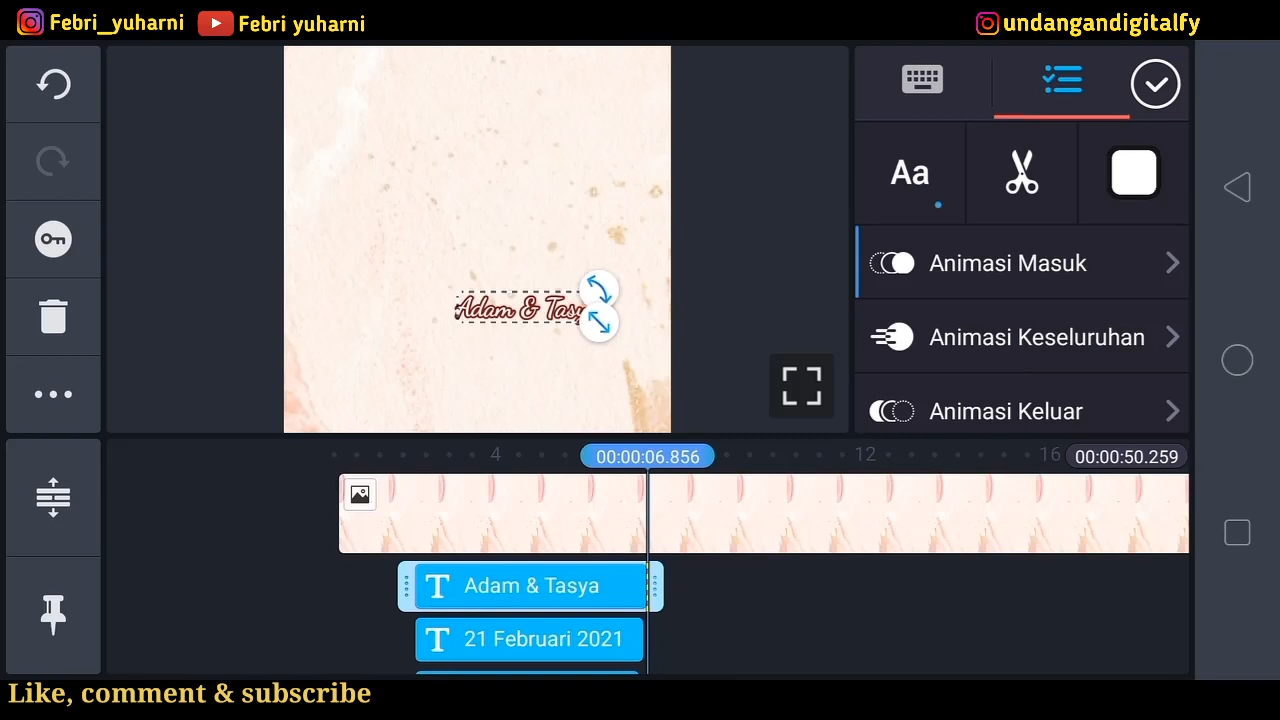 Febri_yuharni
Febri yuharni
undangandigitalfy
Aa
Adam & Tasy
Animasi Masuk
Animasi Keseluruhan
Animasi Keluar
4
00:00:06.856
12
16
00:00:50.259
T Adam & Tasya
T 21 Februari 2021
Like, comment & subscribe